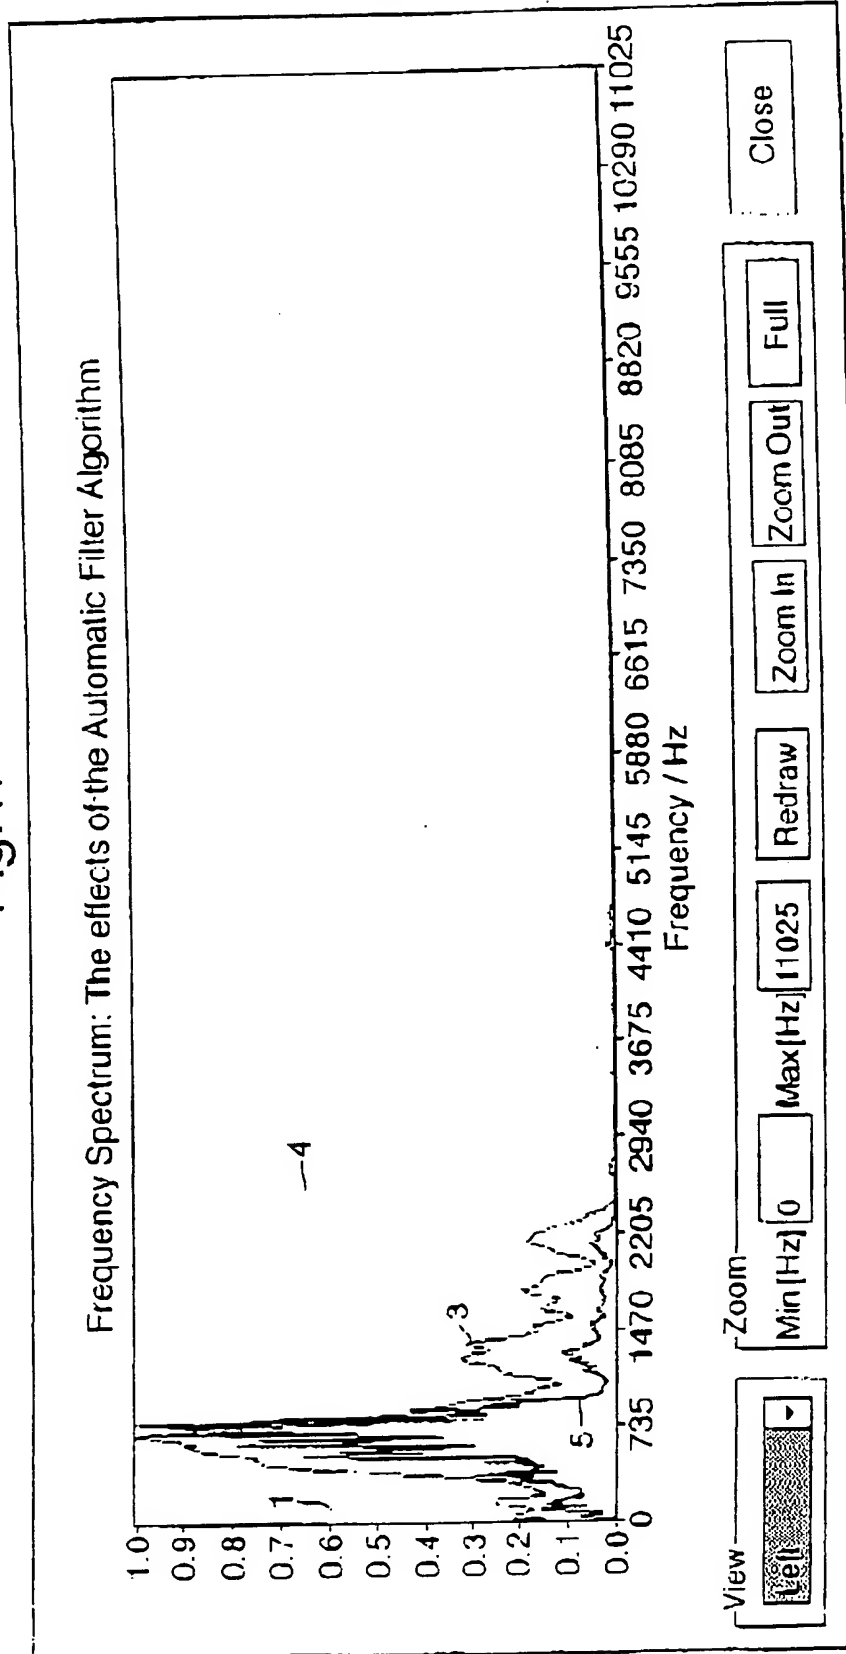 Frequency Spectrum: The effects of the Automatic Filter Algorithm
1.0
0.9
0.8
0.7
0.6
0.5
0.4
0.3
0.2
0.1
0.0
1
3
4
5
0 735 1470 2205 2940 3675 4410 5145 5880 6615 7350 8085 8820 9555 10290 11025
Frequency / Hz
View
Left
Zoom
Min [Hz] 0 Max [Hz] 11025 Redraw Zoom In Zoom Out Full
Close